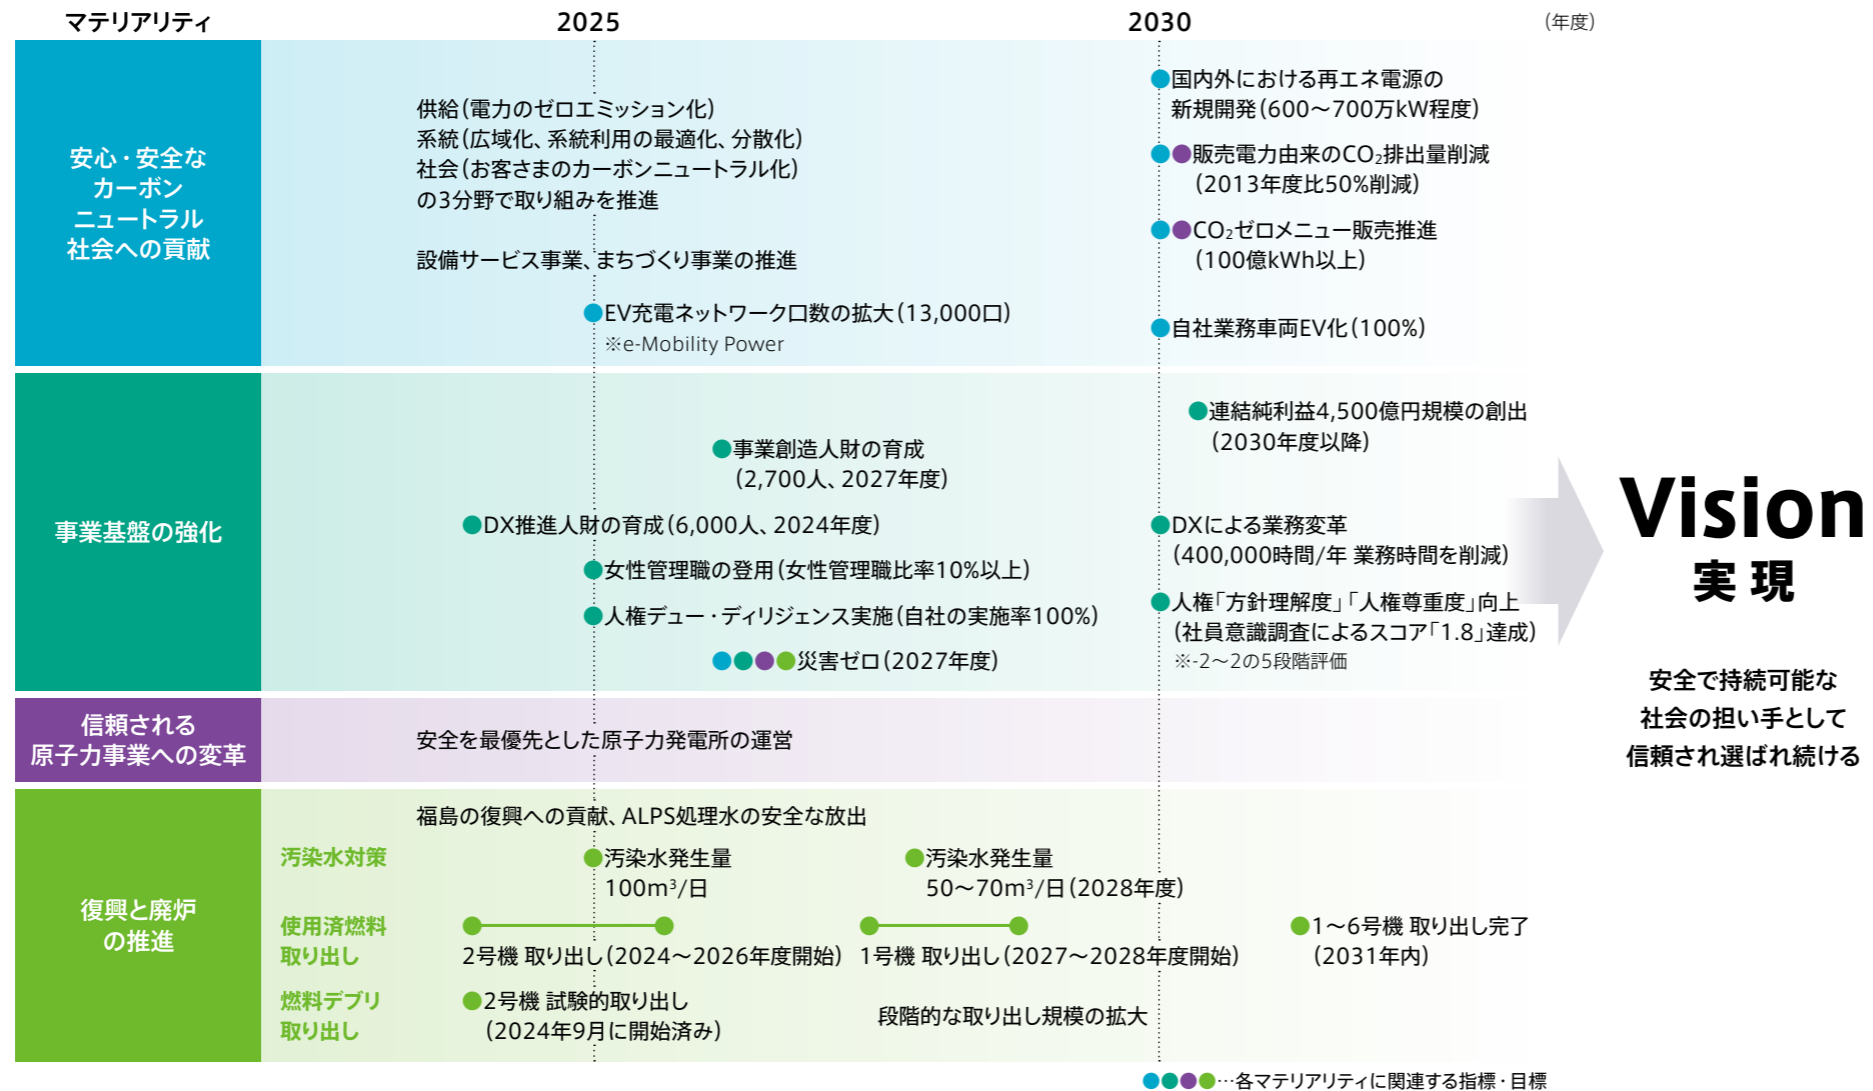 マテリアリティ
2025
2030
(年度)
安心・安全な
カーボン
ニュートラル
社会への貢献
供給(電力のゼロエミッション化)
系統(広域化、系統利用の最適化、分散化)
社会(お客さまのカーボンニュートラル化)
の3分野で取り組みを推進
設備サービス事業、まちづくり事業の推進
EV充電ネットワーク口数の拡大(13,000口)
※e-Mobility Power
国内外における再エネ電源の
新規開発(600〜700万kW程度)
販売電力由来のCO₂排出量削減
(2013年度比50%削減)
CO₂ゼロメニュー販売推進
(100億kWh以上)
自社業務車両EV化(100%)
事業基盤の強化
連結純利益4,500億円規模の創出
(2030年度以降)
事業創造人財の育成
(2,700人、2027年度)
DX推進人財の育成(6,000人、2024年度)
女性管理職の登用(女性管理職比率10%以上)
人権デュー・ディリジェンス実施(自社の実施率100%)
災害ゼロ(2027年度)
DXによる業務変革
(400,000時間/年 業務時間を削減)
人権「方針理解度」「人権尊重度」向上
(社員意識調査によるスコア「1.8」達成)
※-2〜2の5段階評価
信頼される
原子力事業への変革
安全を最優先とした原子力発電所の運営
復興と廃炉
の推進
福島の復興への貢献、ALPS処理水の安全な放出
汚染水対策
汚染水発生量
100m³/日
汚染水発生量
50〜70m³/日(2028年度)
使用済燃料
取り出し
2号機 取り出し(2024〜2026年度開始)
1号機 取り出し(2027〜2028年度開始)
1〜6号機 取り出し完了
(2031年内)
燃料デブリ
取り出し
2号機 試験的取り出し
(2024年9月に開始済み)
段階的な取り出し規模の拡大
Vision
実現
安全で持続可能な
社会の担い手として
信頼され選ばれ続ける
…各マテリアリティに関連する指標・目標